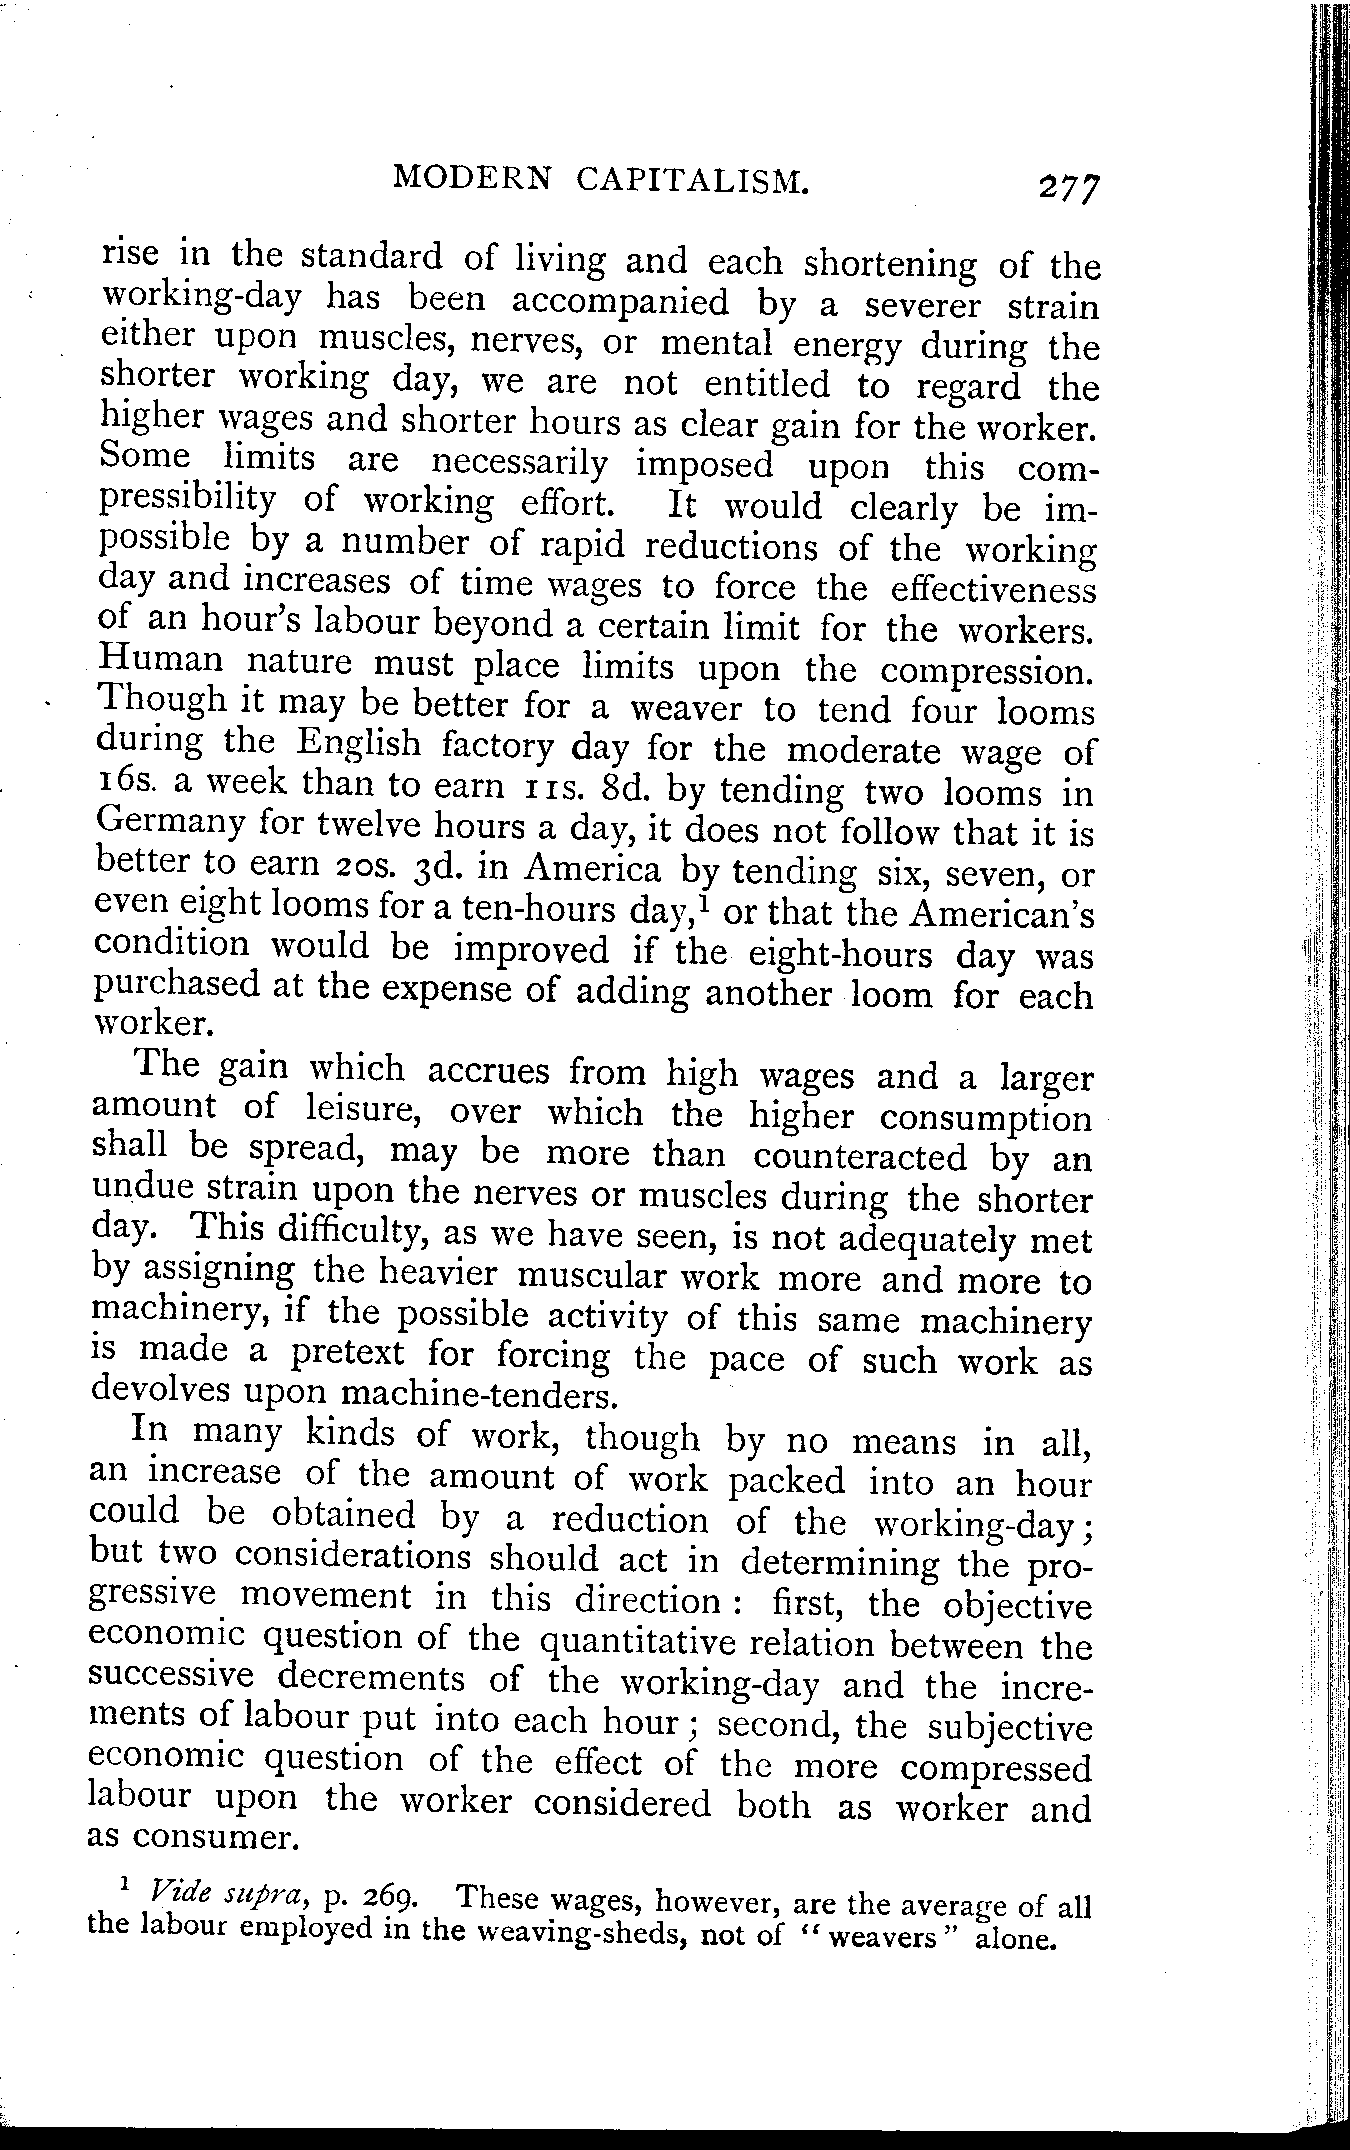 MODERN CAPITALISM. 277
rise in the standard of living and each shortening of the
working-day has been accompanied by a severer strain
either upon muscles, nerves, or mental energy during the
shorter working day, we are not entitled to regard the
higher wages and shorter hours as clear gain for the worker.
Some limits are necessarily imposed upon this com-
pressibility of working effort. It would clearly be im-
possible by a number of rapid reductions of the working
day and increases of time wages to force the effectiveness
of an hour's labour beyond a certain limit for the workers.
Human nature must place limits upon the compression.
Though it may be better for a weaver to tend four looms
during the English factory day for the moderate wage of
16s. a week than to earn 11s. 8d. by tending two looms in
Germany for twelve hours a day, it does not follow that it is
better to earn 20s. 3d. in America by tending six, seven, or
even eight looms for a ten-hours day,¹ or that the American's
condition would be improved if the eight-hours day was
purchased at the expense of adding another loom for each
worker.
The gain which accrues from high wages and a larger
amount of leisure, over which the higher consumption
shall be spread, may be more than counteracted by an
undue strain upon the nerves or muscles during the shorter
day. This difficulty, as we have seen, is not adequately met
by assigning the heavier muscular work more and more to
machinery, if the possible activity of this same machinery
is made a pretext for forcing the pace of such work as
devolves upon machine-tenders.
In many kinds of work, though by no means in all,
an increase of the amount of work packed into an hour
could be obtained by a reduction of the working-day;
but two considerations should act in determining the pro-
gressive movement in this direction: first, the objective
economic question of the quantitative relation between the
successive decrements of the working-day and the incre-
ments of labour put into each hour; second, the subjective
economic question of the effect of the more compressed
labour upon the worker considered both as worker and
as consumer.
¹ Vide supra, p. 269. These wages, however, are the average of all
the labour employed in the weaving-sheds, not of "weavers" alone.